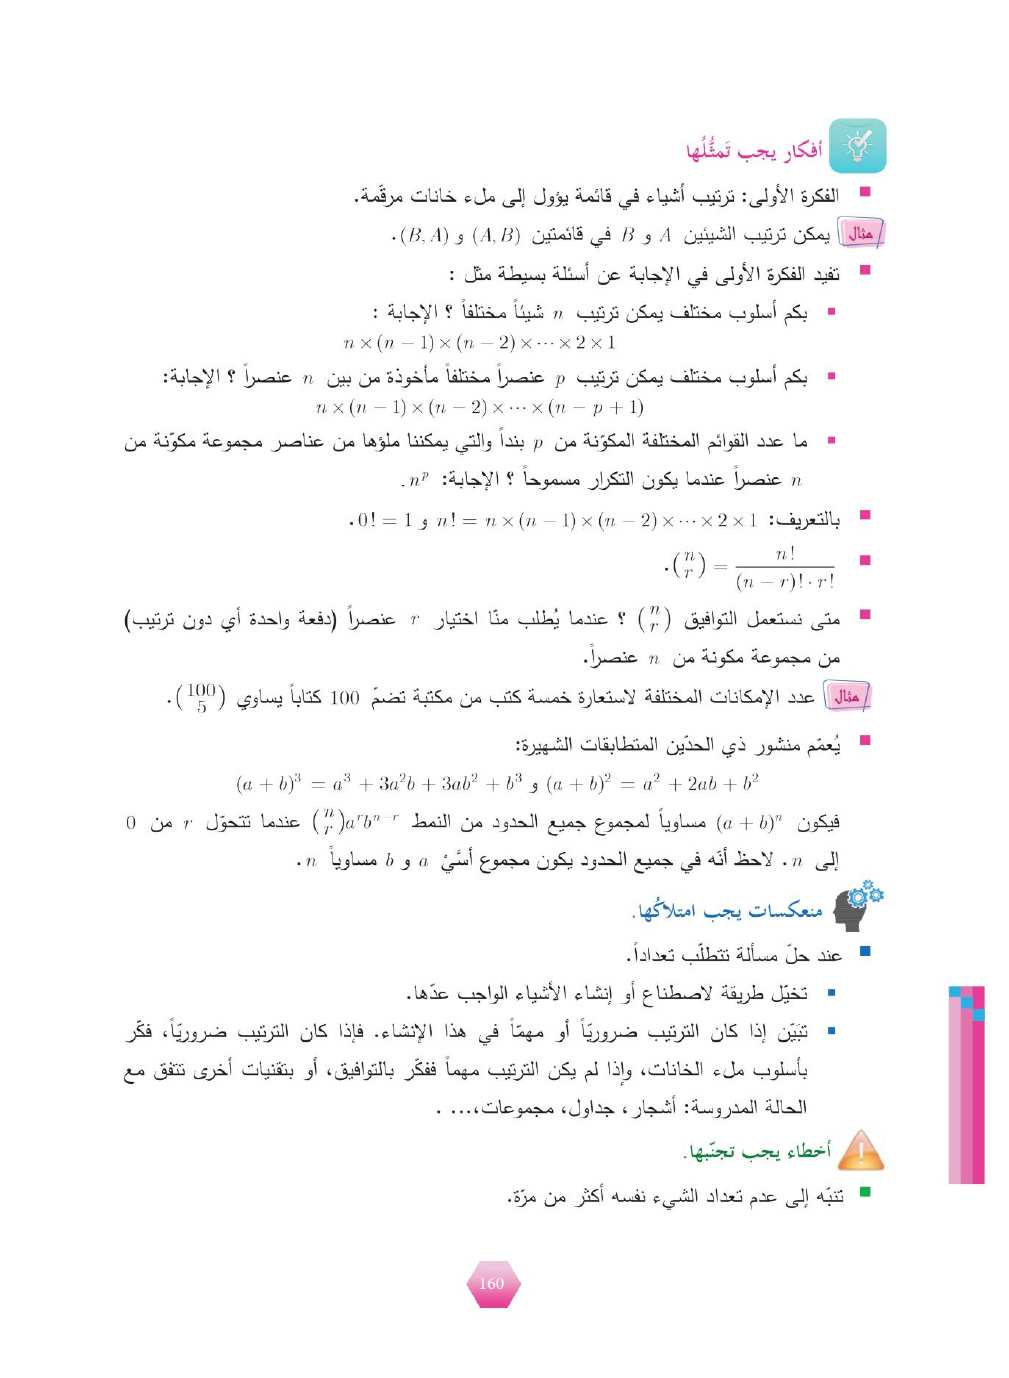 أفكار يجب تَمثُّلُها
الفكرة الأولى: ترتيب أشياء في قائمة يؤول إلى ملء خانات مرقّمة.
مثال يمكن ترتيب الشيئين A و B في قائمتين (A, B) و (B, A).
تفيد الفكرة الأولى في الإجابة عن أسئلة بسيطة مثل :
بكم أسلوب مختلف يمكن ترتيب n شيئاً مختلفاً ؟ الإجابة :
n × (n − 1) × (n − 2) × ⋯ × 2 × 1
بكم أسلوب مختلف يمكن ترتيب p عنصراً مختلفاً مأخوذة من بين n عنصراً ؟ الإجابة:
n × (n − 1) × (n − 2) × ⋯ × (n − p + 1)
ما عدد القوائم المختلفة المكوّنة من p بنداً والتي يمكننا ملؤها من عناصر مجموعة مكوّنة من
n عنصراً عندما يكون التكرار مسموحاً ؟ الإجابة: nᵖ.
بالتعريف: n! = n × (n − 1) × (n − 2) × ⋯ × 2 × 1 و 0! = 1.
(n r) = n! / ((n − r)! · r!).
متى نستعمل التوافيق (n r) ؟ عندما يُطلب منّا اختيار r عنصراً (دفعة واحدة أي دون ترتيب)
من مجموعة مكونة من n عنصراً.
مثال عدد الإمكانات المختلفة لاستعارة خمسة كتب من مكتبة تضمّ 100 كتاباً يساوي (100 5).
يُعمّم منشور ذي الحدّين المتطابقات الشهيرة:
(a + b)² = a² + 2ab + b² و (a + b)³ = a³ + 3a²b + 3ab² + b³
فيكون (a + b)ⁿ مساوياً لمجموع جميع الحدود من النمط (n r)aʳbⁿ⁻ʳ عندما تتحوّل r من 0
إلى n. لاحظ أنّه في جميع الحدود يكون مجموع أسَّيْ a و b مساوياً n.
منعكسات يجب امتلاكُها.
عند حلّ مسألة تتطلّب تعداداً.
تخيّل طريقة لاصطناع أو إنشاء الأشياء الواجب عدّها.
تبَيّن إذا كان الترتيب ضروريّاً أو مهمّاً في هذا الإنشاء. فإذا كان الترتيب ضروريّاً، فكّر
بأسلوب ملء الخانات، وإذا لم يكن الترتيب مهماً ففكّر بالتوافيق، أو بتقنيات أخرى تتفق مع
الحالة المدروسة: أشجار، جداول، مجموعات،... .
أخطاء يجب تجنّبها.
تنبّه إلى عدم تعداد الشيء نفسه أكثر من مرّة.
160